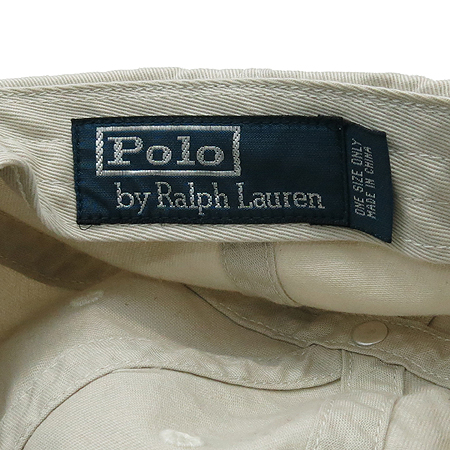 Polo
by Ralph Lauren
ONE SIZE ONLY
MADE IN CHINA